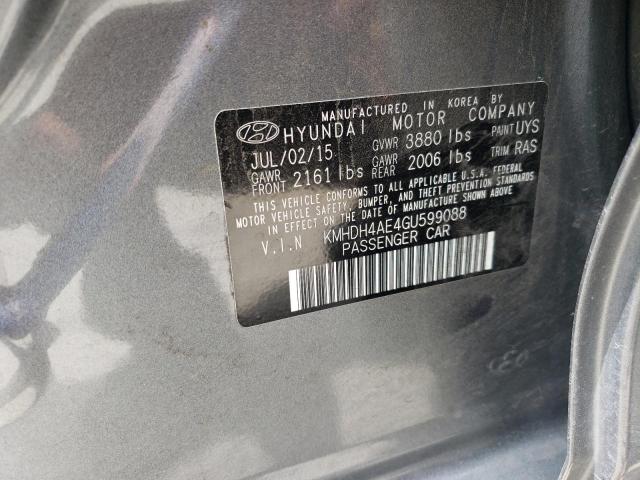 MANUFACTURED IN KOREA BY
HYUNDAI MOTOR COMPANY
JUL/02/15 GVWR 3880 lbs PAINT UYS
GAWR FRONT 2161 lbs GAWR REAR 2006 lbs TRIM RAS
THIS VEHICLE CONFORMS TO ALL APPLICABLE U.S.A. FEDERAL
MOTOR VEHICLE SAFETY, BUMPER, AND THEFT PREVENTION STANDARDS
IN EFFECT ON THE DATE OF MANUFACTURE SHOWN ABOVE.
V.I.N KMHDH4AE4GU599088
PASSENGER CAR